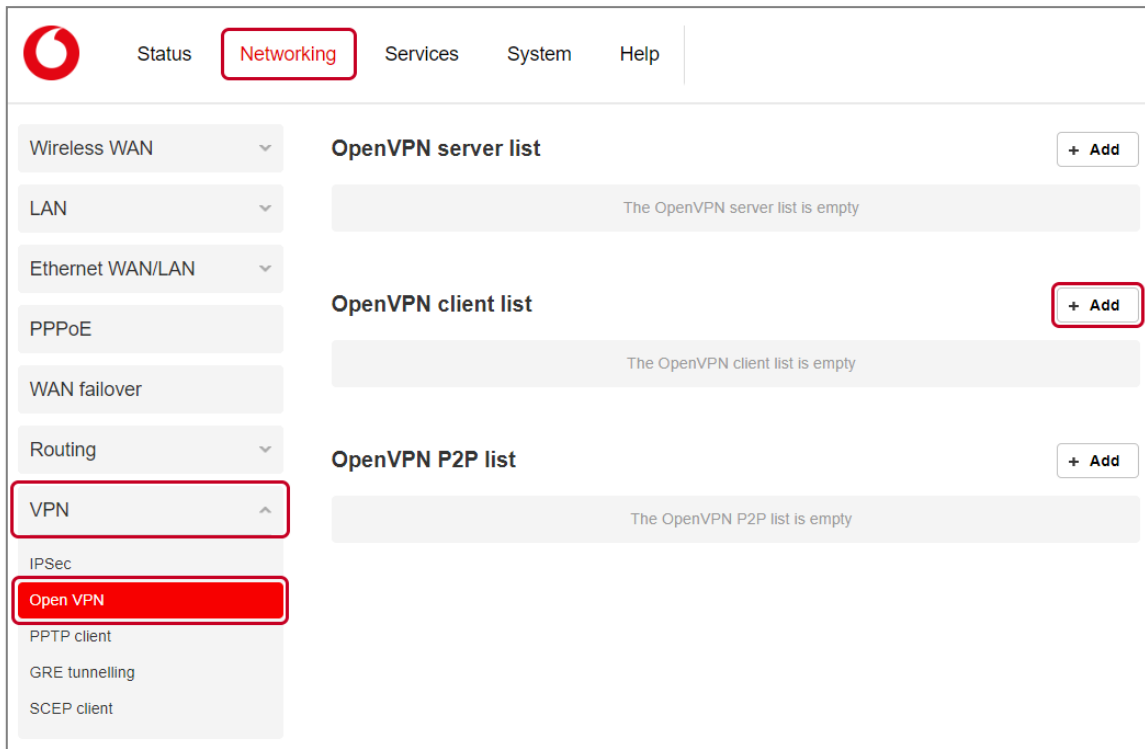 Status Networking Services System Help
Wireless WAN
LAN
Ethernet WAN/LAN
PPPoE
WAN failover
Routing
VPN
IPSec
Open VPN
PPTP client
GRE tunnelling
SCEP client
OpenVPN server list + Add
The OpenVPN server list is empty
OpenVPN client list + Add
The OpenVPN client list is empty
OpenVPN P2P list + Add
The OpenVPN P2P list is empty